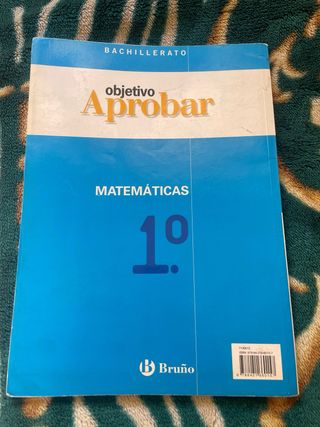 BACHILLERATO
objetivo
Aprobar
MATEMÁTICAS
1.º
Bruño